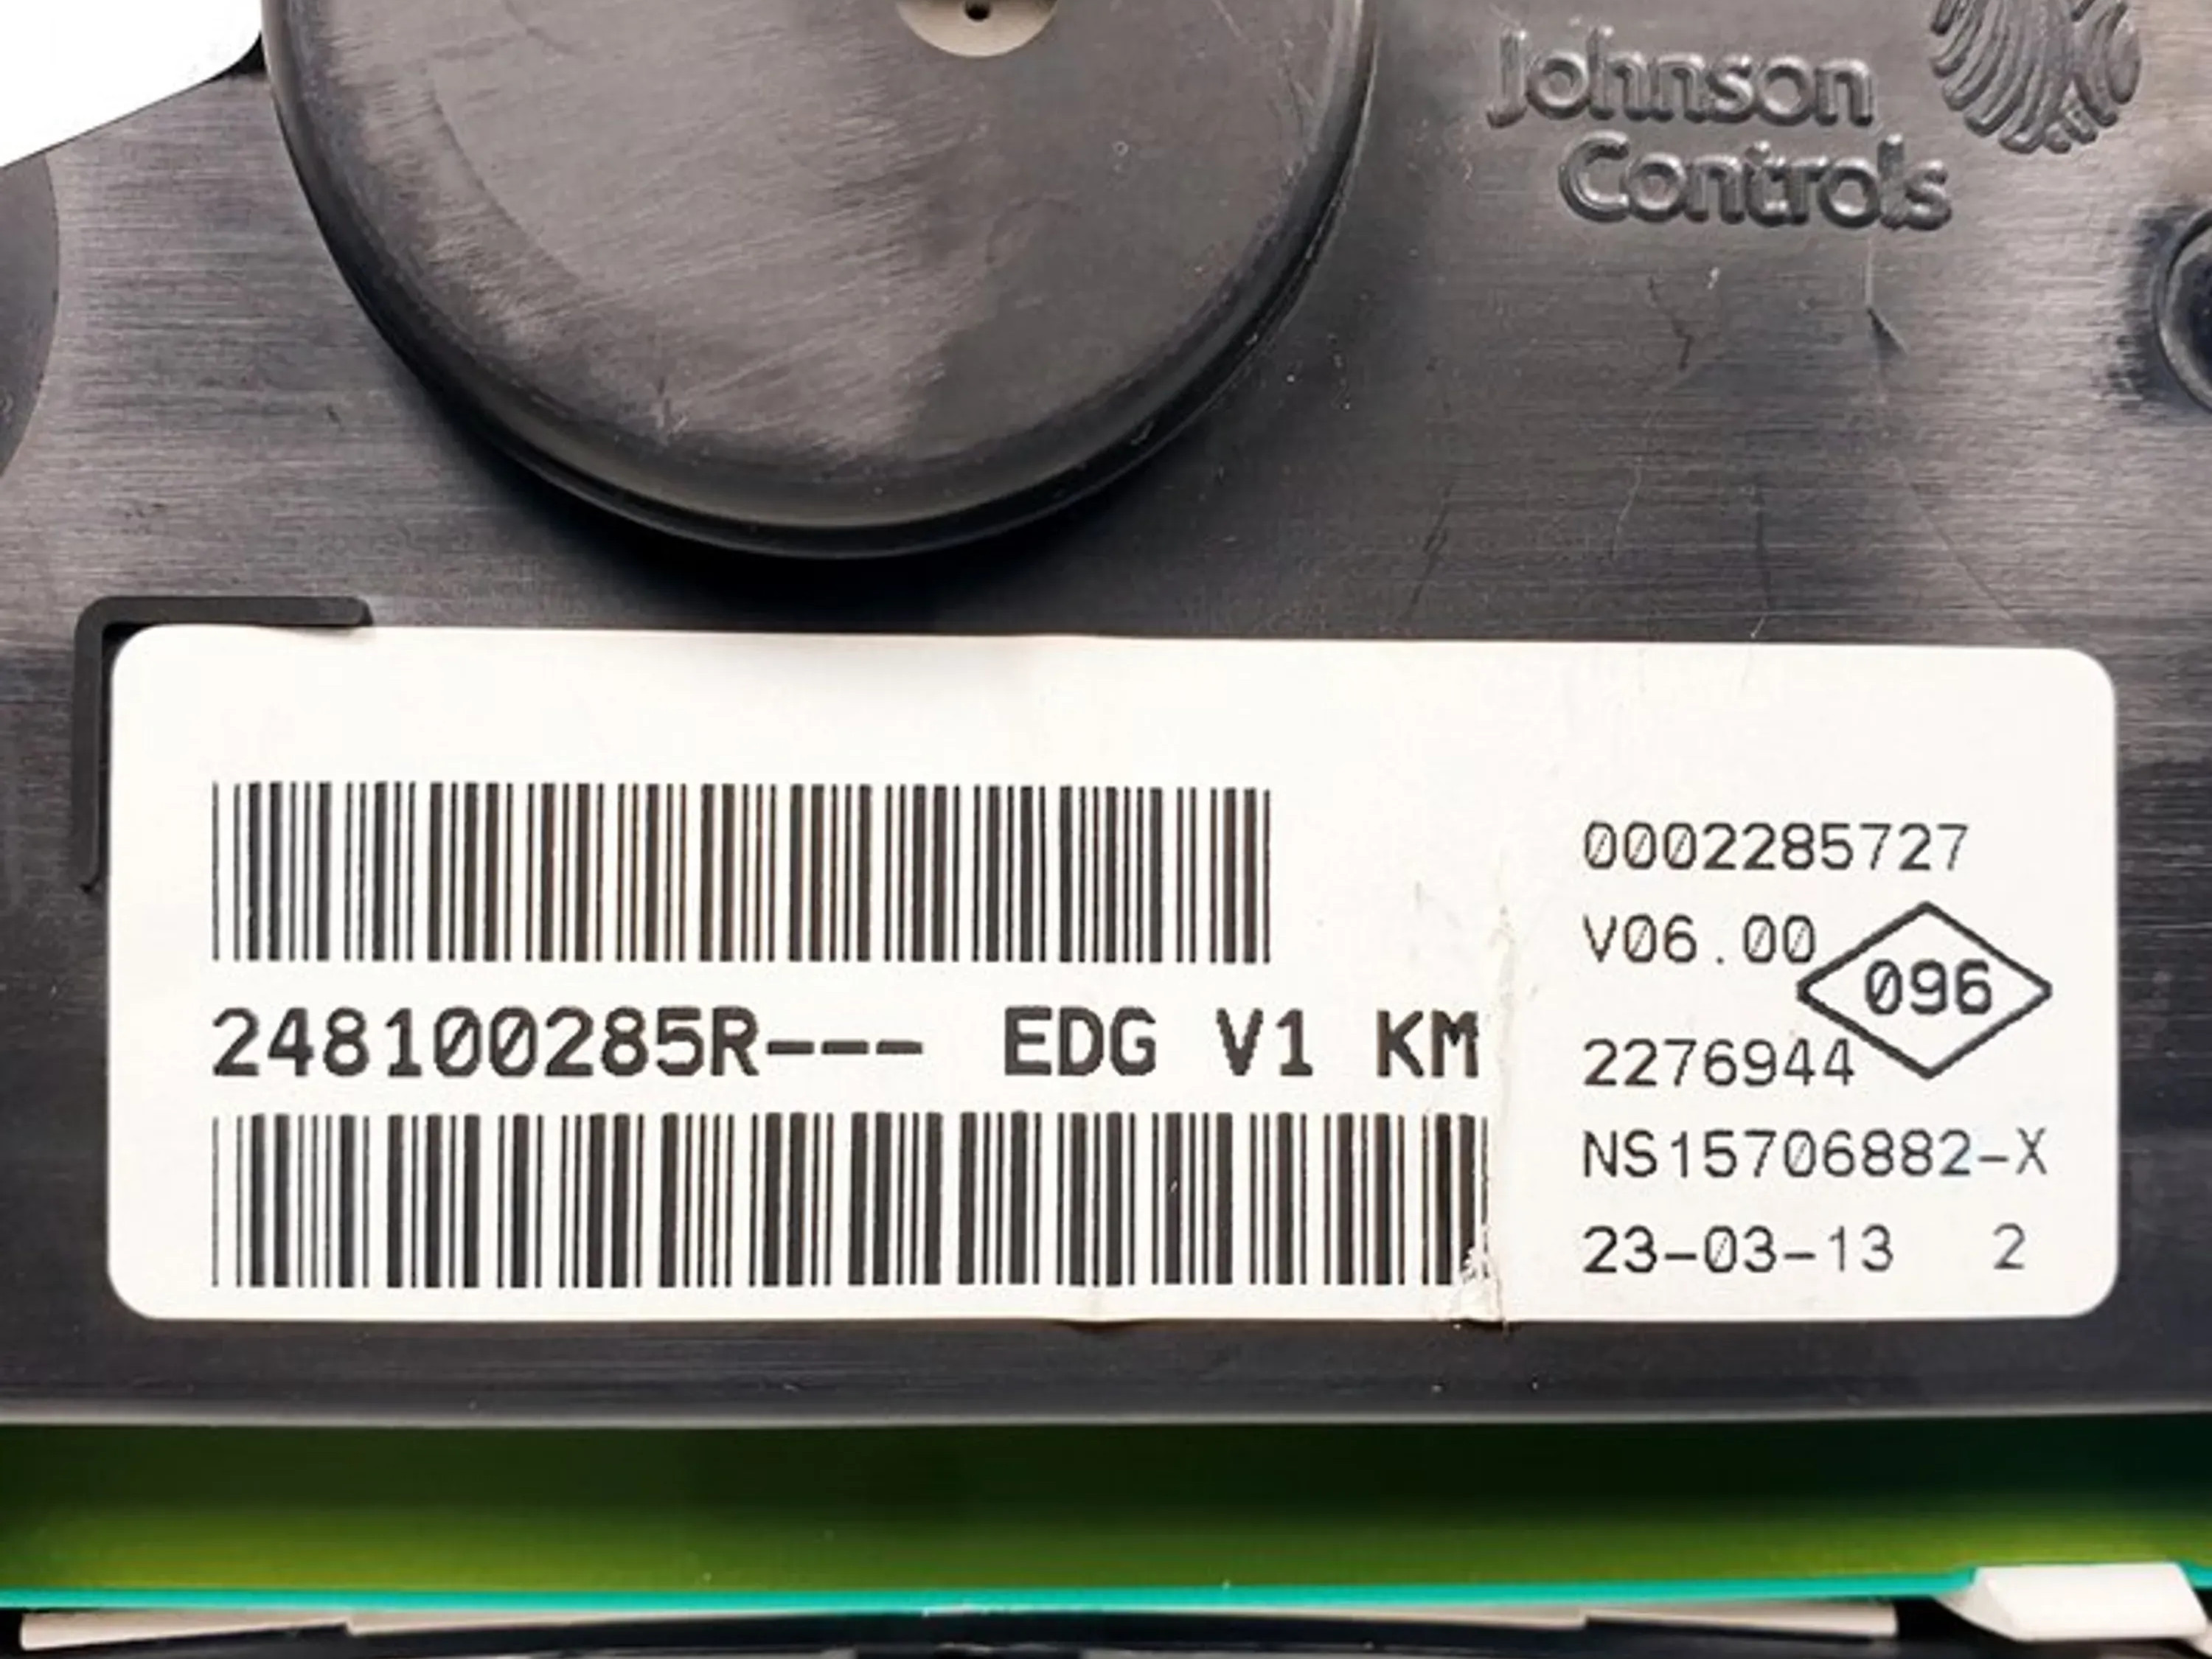 Johnson
Controls
0002285727
V06.00
096
248100285R--- EDG V1 KM
2276944
NS15706882-X
23-03-13 2